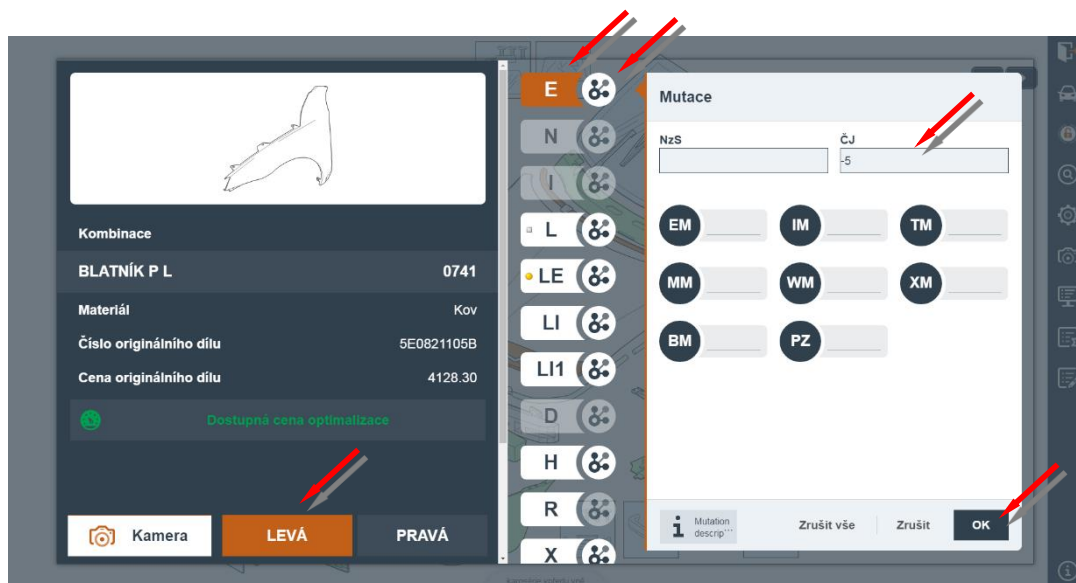 Kombinace
BLATNÍK P L 0741
Materiál Kov
Číslo originálního dílu 5E0821105B
Cena originálního dílu 4128.30
Dostupná cena optimalizace
Kamera LEVÁ PRAVÁ
E
N
I
L
LE
LI
LI1
D
H
R
X
Mutace
NzS ČJ
-5
EM IM TM
MM WM XM
BM PZ
i Mutation descrip... Zrušit vše Zrušit OK